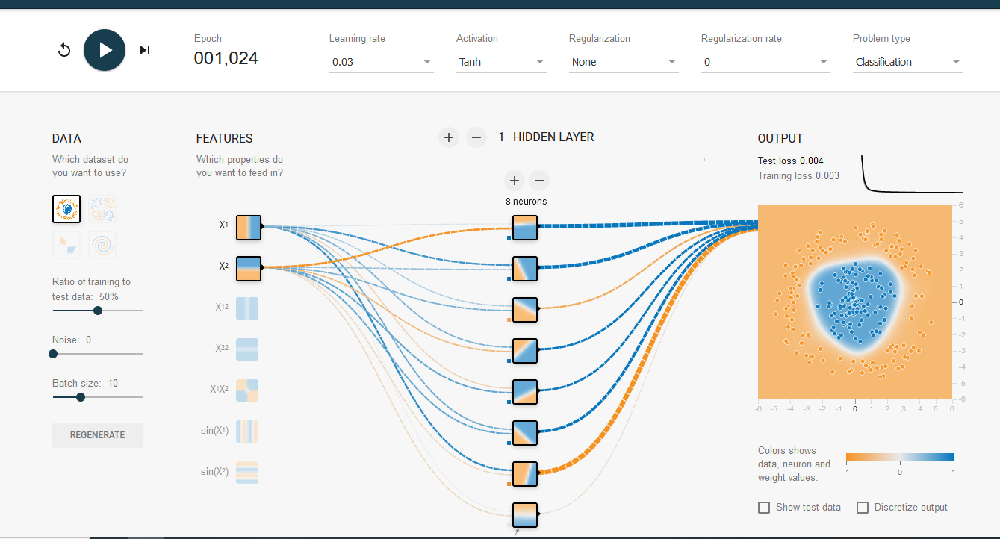 Epoch
001,024
Learning rate
0.03
Activation
Tanh
Regularization
None
Regularization rate
0
Problem type
Classification
DATA
Which dataset do
you want to use?
Ratio of training to
test data: 50%
Noise: 0
Batch size: 10
REGENERATE
FEATURES
Which properties do
you want to feed in?
X1
X2
X12
X22
X1X2
sin(X1)
sin(X2)
+ − 1 HIDDEN LAYER
+ −
8 neurons
OUTPUT
Test loss 0.004
Training loss 0.003
6
5
4
3
2
1
0
-1
-2
-3
-4
-5
-6
-6 -5 -4 -3 -2 -1 0 1 2 3 4 5 6
Colors shows
data, neuron and
weight values.
-1 0 1
Show test data
Discretize output